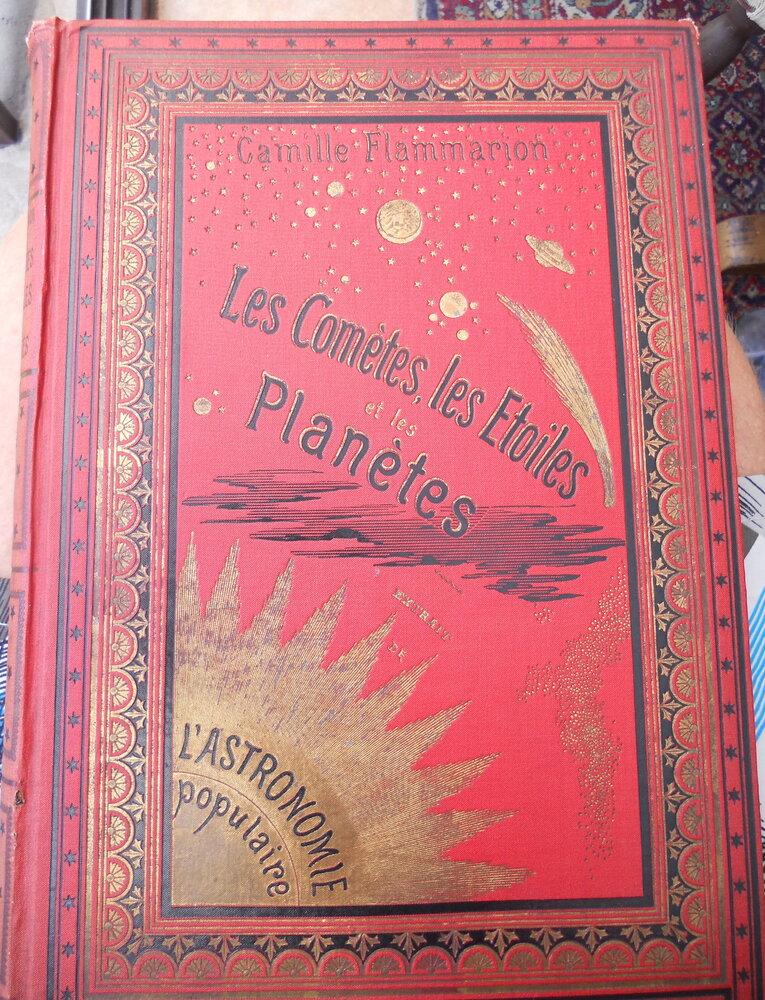 Camille Flammarion
Les Comètes, les Etoiles
et les
Planètes
EXTRAIT
DE
L'ASTRONOMIE
populaire